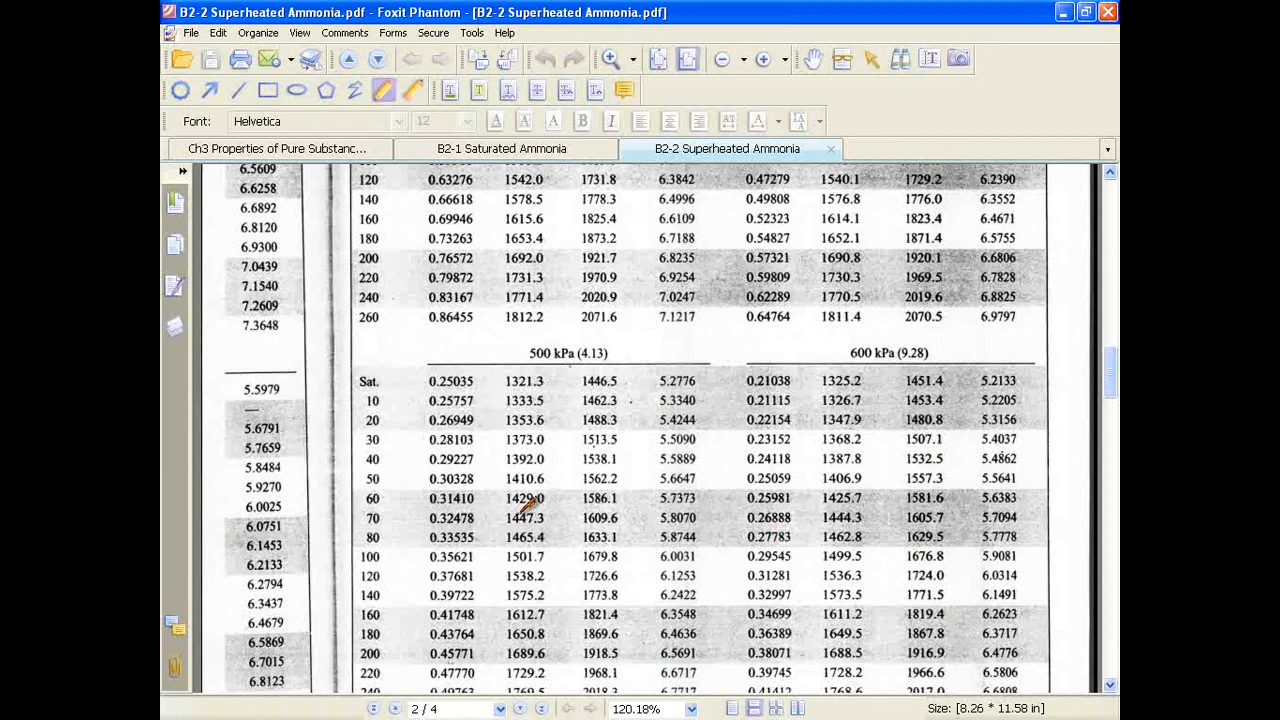 B2-2 Superheated Ammonia.pdf - Foxit Phantom - [B2-2 Superheated Ammonia.pdf]
File Edit Organize View Comments Forms Secure Tools Help
Font: Helvetica 12
Ch3 Properties of Pure Substanc... B2-1 Saturated Ammonia B2-2 Superheated Ammonia
6.5609
6.6258 120 0.63276 1542.0 1731.8 6.3842 0.47279 1540.1 1729.2 6.2390
6.6892 140 0.66618 1578.5 1778.3 6.4996 0.49808 1576.8 1776.0 6.3552
6.8120 160 0.69946 1615.6 1825.4 6.6109 0.52323 1614.1 1823.4 6.4671
6.9300 180 0.73263 1653.4 1873.2 6.7188 0.54827 1652.1 1871.4 6.5755
7.0439 200 0.76572 1692.0 1921.7 6.8235 0.57321 1690.8 1920.1 6.6806
7.1540 220 0.79872 1731.3 1970.9 6.9254 0.59809 1730.3 1969.5 6.7828
7.2609 240 0.83167 1771.4 2020.9 7.0247 0.62289 1770.5 2019.6 6.8825
7.3648 260 0.86455 1812.2 2071.6 7.1217 0.64764 1811.4 2070.5 6.9797
500 kPa (4.13) 600 kPa (9.28)
5.5979 Sat. 0.25035 1321.3 1446.5 5.2776 0.21038 1325.2 1451.4 5.2133
— 10 0.25757 1333.5 1462.3 5.3340 0.21115 1326.7 1453.4 5.2205
5.6791 20 0.26949 1353.6 1488.3 5.4244 0.22154 1347.9 1480.8 5.3156
5.7659 30 0.28103 1373.0 1513.5 5.5090 0.23152 1368.2 1507.1 5.4037
5.8484 40 0.29227 1392.0 1538.1 5.5889 0.24118 1387.8 1532.5 5.4862
5.9270 50 0.30328 1410.6 1562.2 5.6647 0.25059 1406.9 1557.3 5.5641
6.0025 60 0.31410 1429.0 1586.1 5.7373 0.25981 1425.7 1581.6 5.6383
6.0751 70 0.32478 1447.3 1609.6 5.8070 0.26888 1444.3 1605.7 5.7094
6.1453 80 0.33535 1465.4 1633.1 5.8744 0.27783 1462.8 1629.5 5.7778
6.2133 100 0.35621 1501.7 1679.8 6.0031 0.29545 1499.5 1676.8 5.9081
6.2794 120 0.37681 1538.2 1726.6 6.1253 0.31281 1536.3 1724.0 6.0314
6.3437 140 0.39722 1575.2 1773.8 6.2422 0.32997 1573.5 1771.5 6.1491
6.4679 160 0.41748 1612.7 1821.4 6.3548 0.34699 1611.2 1819.4 6.2623
6.5869 180 0.43764 1650.8 1869.6 6.4636 0.36389 1649.5 1867.8 6.3717
6.7015 200 0.45771 1689.6 1918.5 6.5691 0.38071 1688.5 1916.9 6.4776
6.8123 220 0.47770 1729.2 1968.1 6.6717 0.39745 1728.2 1966.6 6.5806
240 0.49763 1769.5 2018.3 6.7717 0.41412 1768.6 2017.0 6.6808
2 / 4 120.18% Size: [8.26 * 11.58 in]